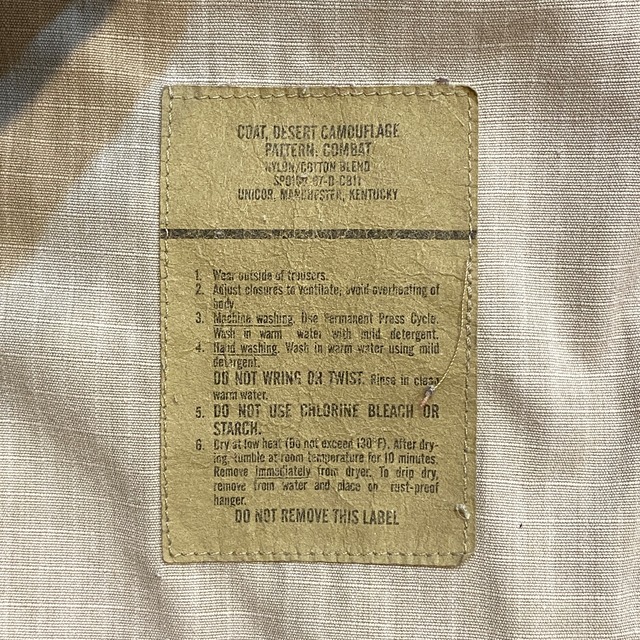 COAT, DESERT CAMOUFLAGE
PATTERN: COMBAT
NYLON/COTTON BLEND
UNICOR, MANCHESTER, KENTUCKY
1. Wear outside of trousers.
2. Adjust closures to ventilate, avoid overheating of
body.
3. Machine washing. Use Permanent Press Cycle.
Wash in warm water with mild detergent.
4. Hand washing. Wash in warm water using mild
detergent.
DO NOT WRING OR TWIST. Rinse in clean
warm water.
5. DO NOT USE CHLORINE BLEACH OR
STARCH.
6. Dry at low heat (Do not exceed 130°F). After dry-
ing, tumble at room temperature for 10 minutes.
Remove immediately from dryer. To drip dry,
remove from water and place on rust-proof
hanger.
DO NOT REMOVE THIS LABEL